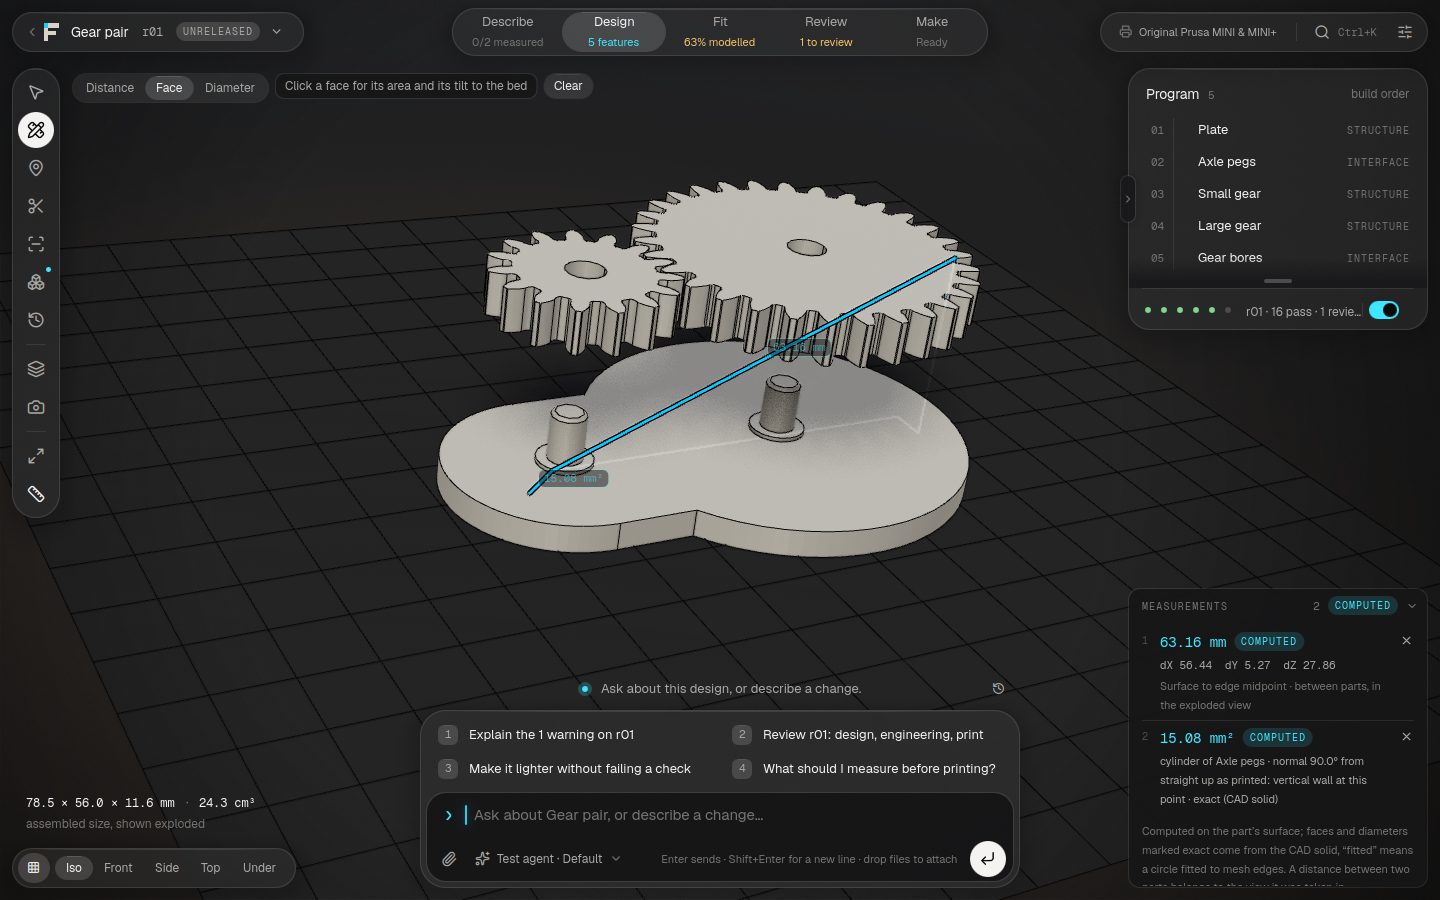 Gear pair r01 UNRELEASED
Describe
0/2 measured
Design
5 features
Fit
63% modelled
Review
1 to review
Make
Ready
Original Prusa MINI & MINI+
Ctrl+K
Distance Face Diameter
Click a face for its area and its tilt to the bed
Clear
Program 5 build order
01 Plate STRUCTURE
02 Axle pegs INTERFACE
03 Small gear STRUCTURE
04 Large gear STRUCTURE
05 Gear bores INTERFACE
r01 · 16 pass · 1 revie…
63.16 mm
15.08 mm²
MEASUREMENTS 2 COMPUTED
1 63.16 mm COMPUTED
dX 56.44 dY 5.27 dZ 27.86
Surface to edge midpoint · between parts, in
the exploded view
2 15.08 mm² COMPUTED
cylinder of Axle pegs · normal 90.0° from
straight up as printed: vertical wall at this
point · exact (CAD solid)
Computed on the part's surface; faces and diameters
marked exact come from the CAD solid, “fitted” means
a circle fitted to mesh edges. A distance between two
Ask about this design, or describe a change.
1 Explain the 1 warning on r01
2 Review r01: design, engineering, print
3 Make it lighter without failing a check
4 What should I measure before printing?
Ask about Gear pair, or describe a change…
Test agent · Default
Enter sends · Shift+Enter for a new line · drop files to attach
78.5 × 56.0 × 11.6 mm · 24.3 cm³
assembled size, shown exploded
Iso Front Side Top Under